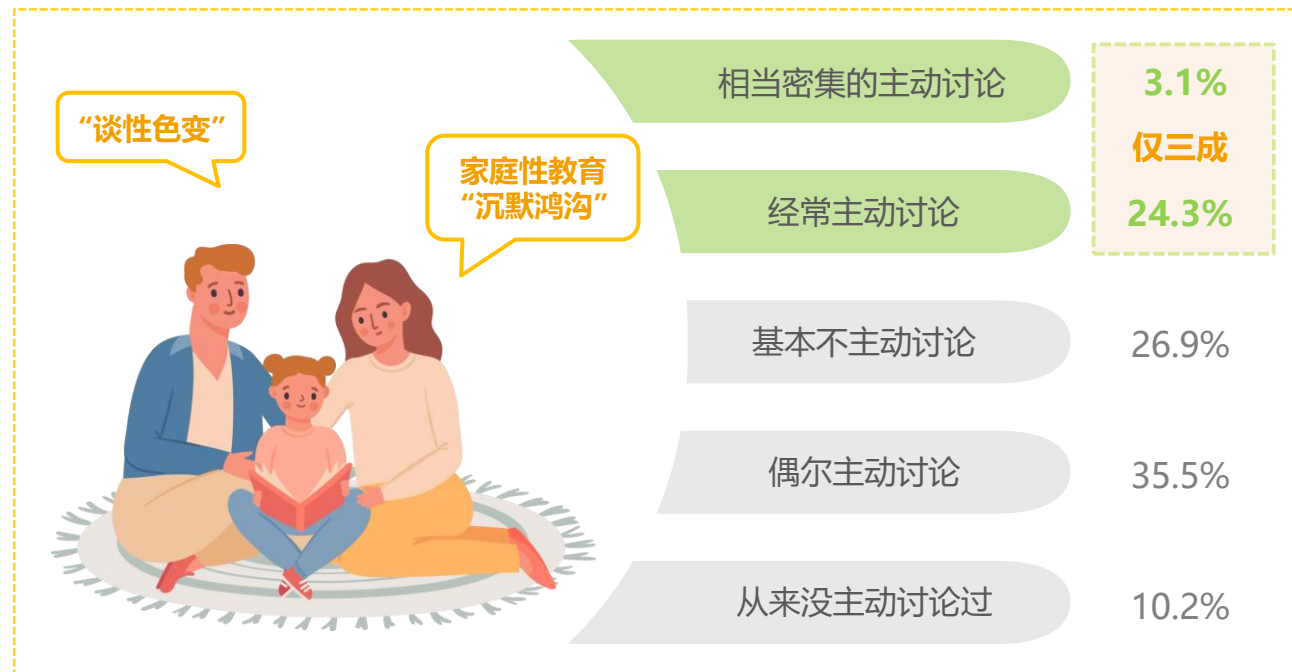 “谈性色变”
家庭性教育
“沉默鸿沟”
相当密集的主动讨论
3.1%
仅三成
经常主动讨论
24.3%
基本不主动讨论
26.9%
偶尔主动讨论
35.5%
从来没主动讨论过
10.2%